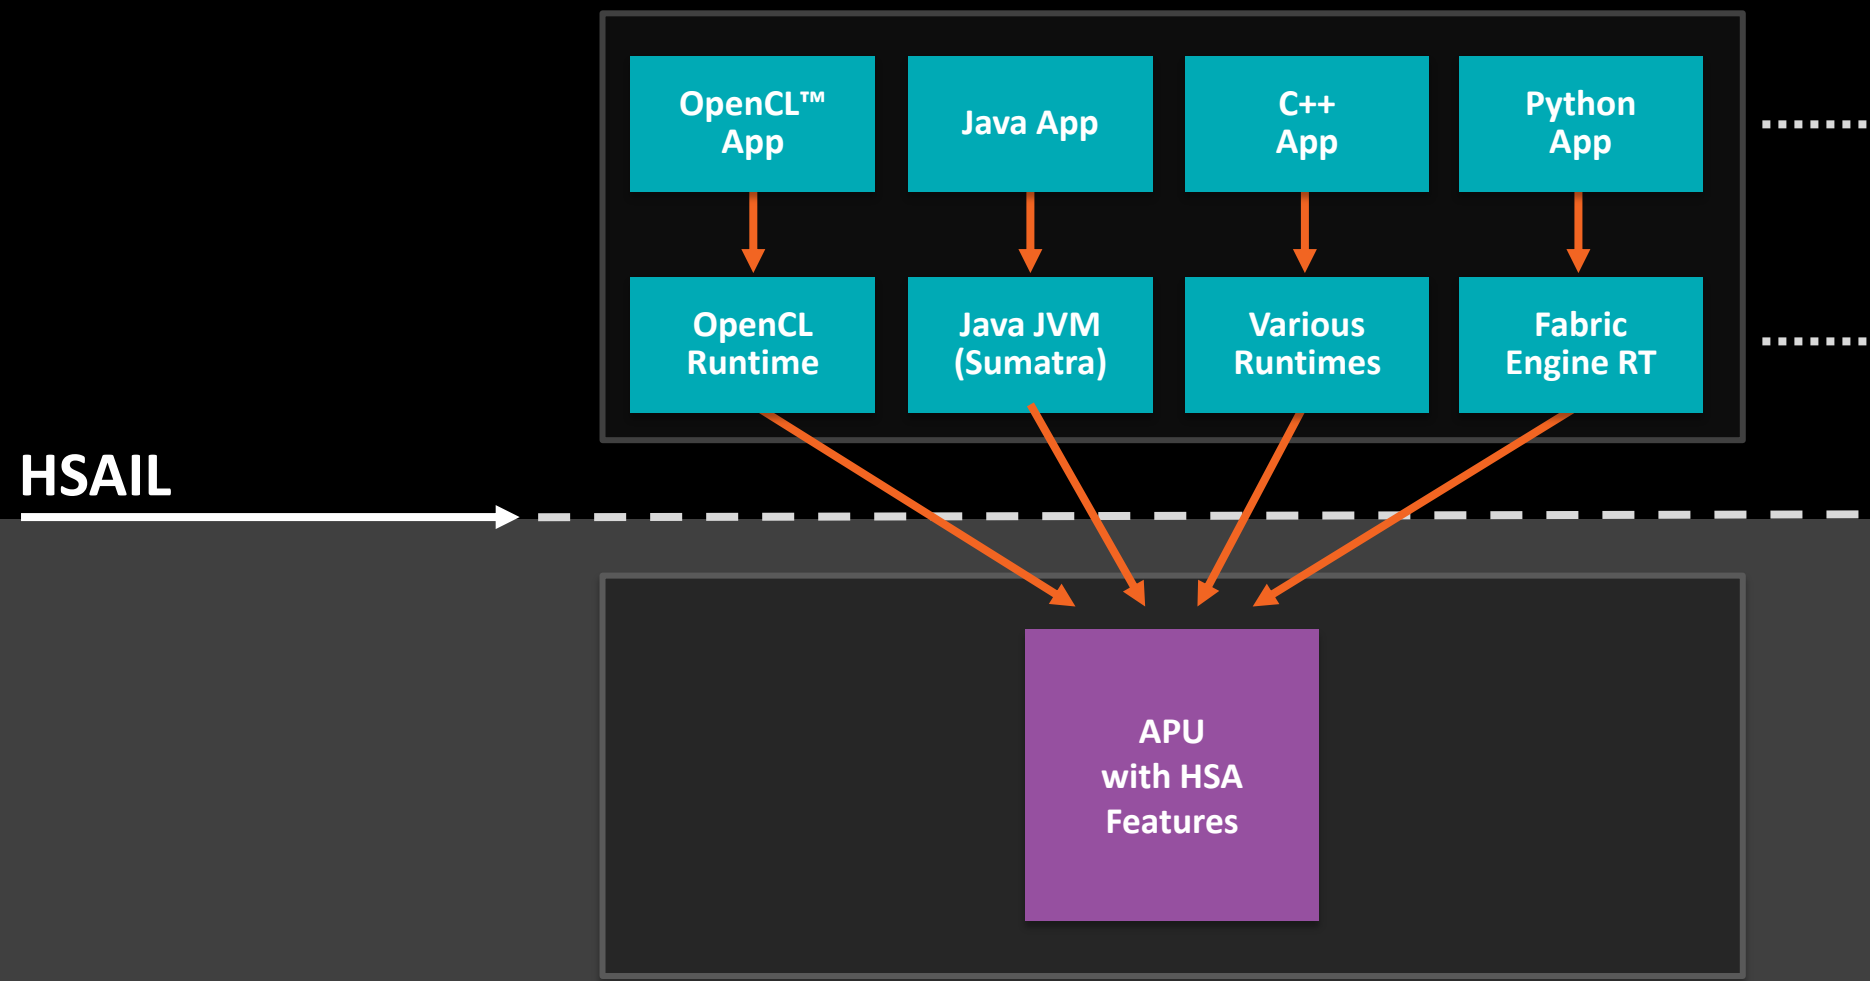 OpenCL™
App
Java App
C++
App
Python
App
OpenCL
Runtime
Java JVM
(Sumatra)
Various
Runtimes
Fabric
Engine RT
HSAIL
APU
with HSA
Features